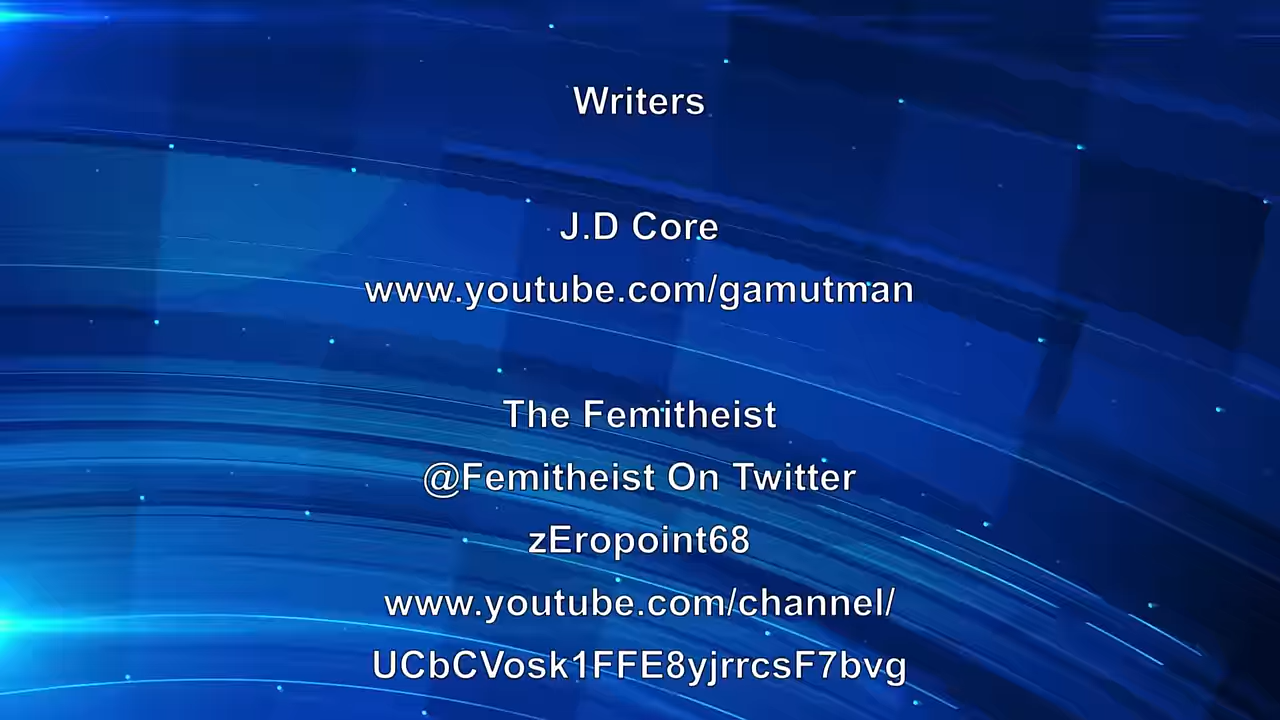 Writers
J.D Core
www.youtube.com/gamutman
The Femitheist
@Femitheist On Twitter
zEropoint68
www.youtube.com/channel/
UCbCVosk1FFE8yjrrcsF7bvg